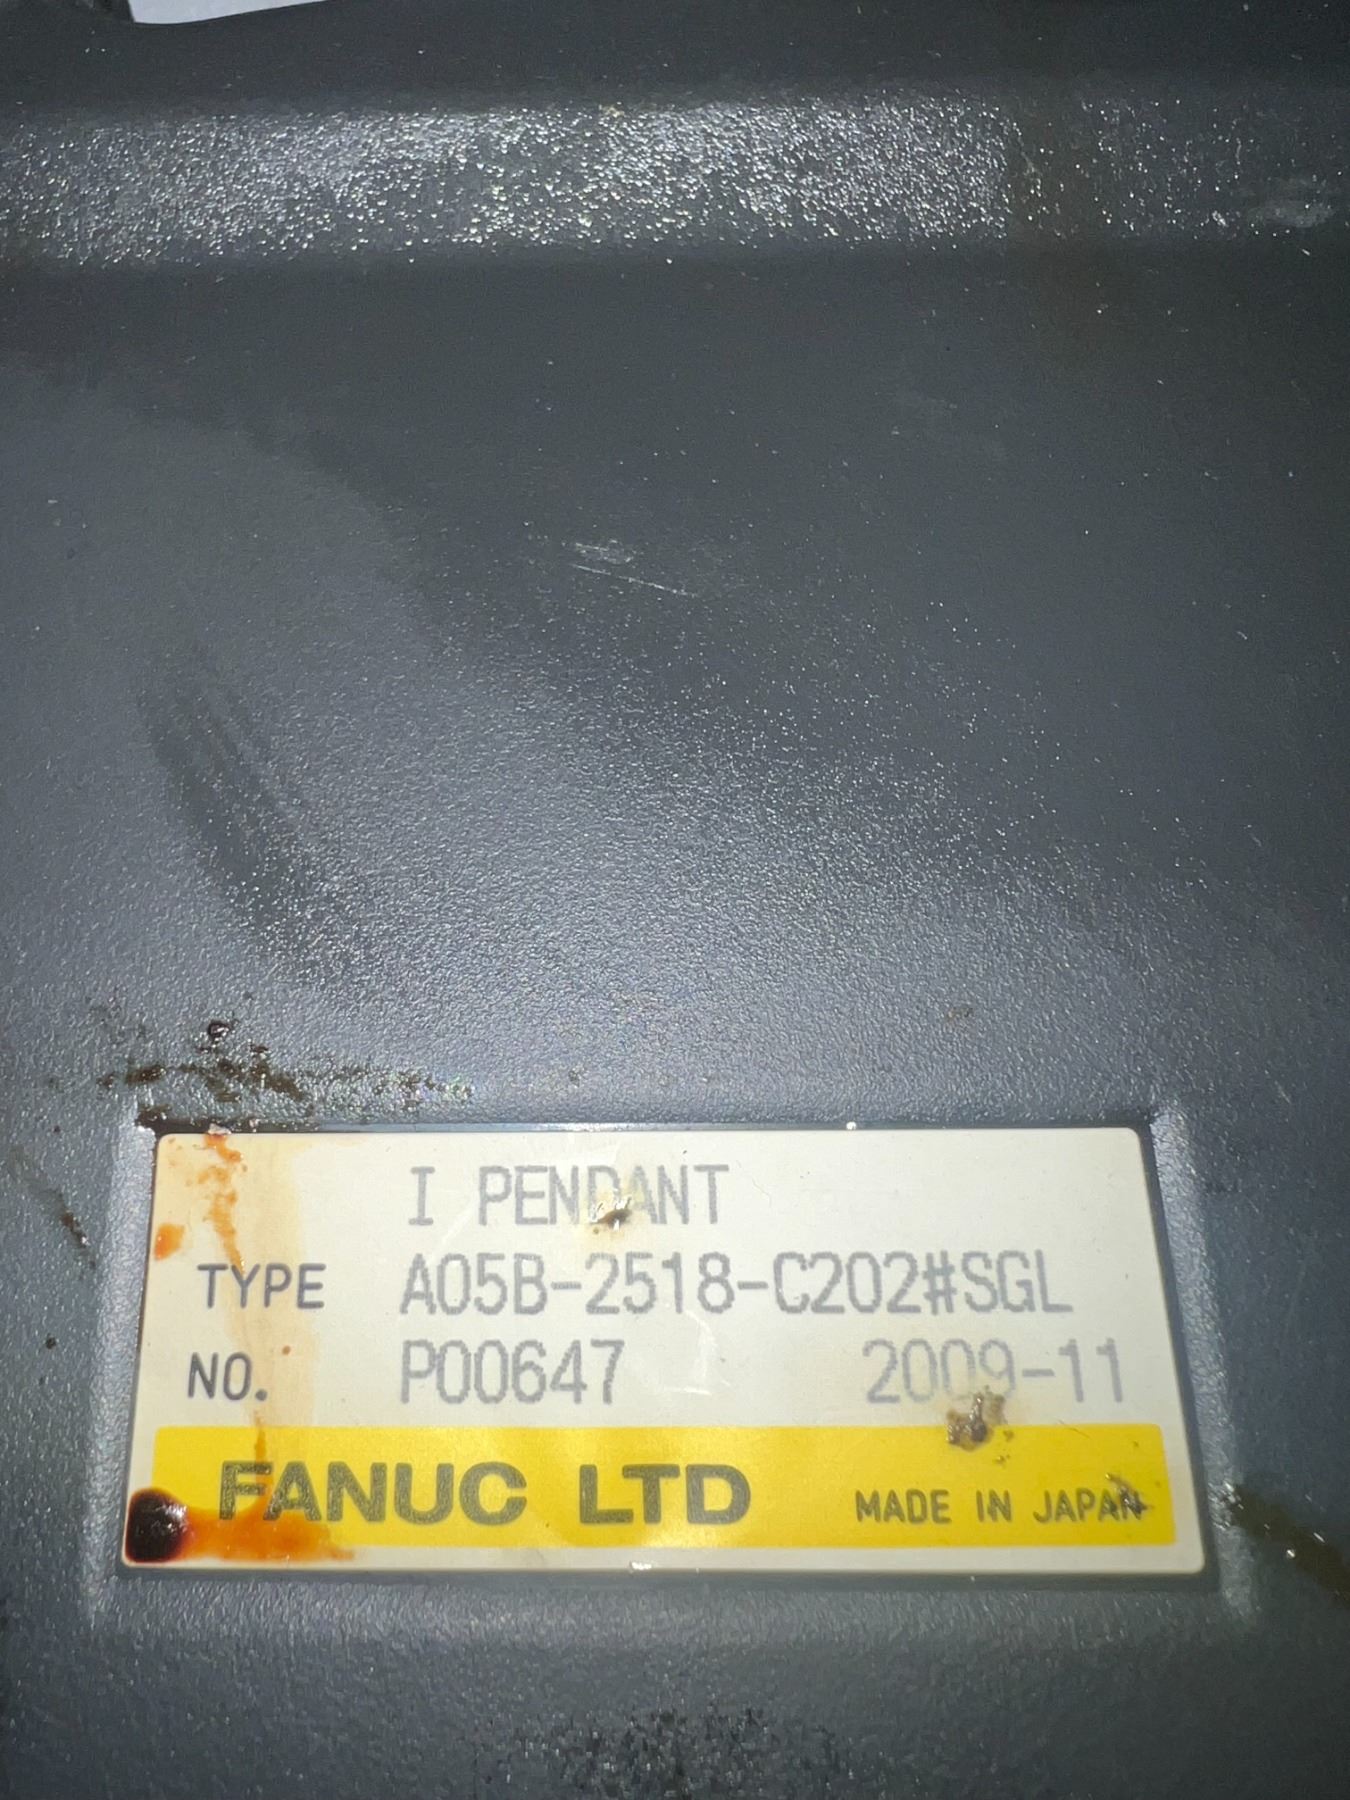 I PENDANT
TYPE A05B-2518-C202#SGL
NO. P00647 2009-11
FANUC LTD MADE IN JAPAN